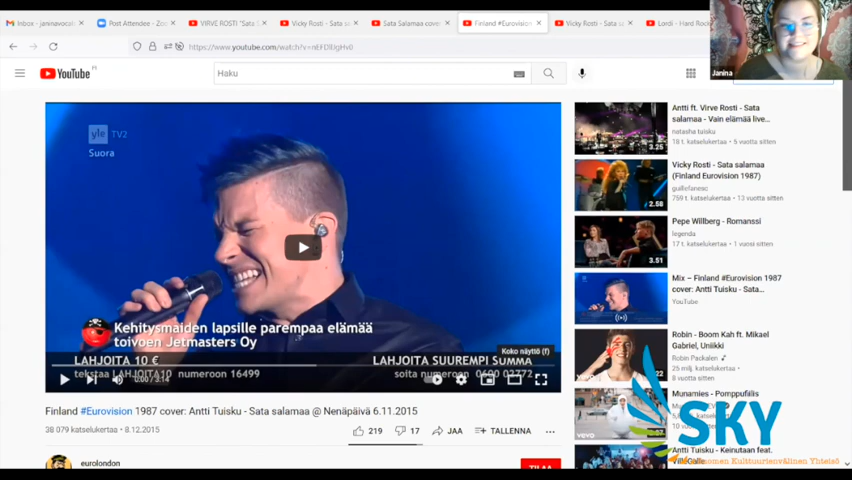 Inbox - janinavocat
Post Attendee - Zoo
VIRVE ROSTI "Sata S
Vicky Rosti - Sata sa
Sata Salamaa cover:
Finland #Eurovision
Vicky Rosti - Sata sa
Lordi - Hard Rock
https://www.youtube.com/watch?v=
YouTube FI
Haku
Janina
yle TV2
Suora
Kehitysmaiden lapsille parempaa elämää
toivoen Jetmasters Oy
LAHJOITA 10 €
tekstaa LAHJOITA10 numeroon 16499
LAHJOITA SUUREMPI SUMMA
soita numeroon 0600 02772
Koko näyttö (f)
0:00 / 3:14
Finland #Eurovision 1987 cover: Antti Tuisku - Sata salamaa @ Nenäpäivä 6.11.2015
38 079 katselukertaa • 8.12.2015
219
17
JAA
TALLENNA
eurolondon
TILAA
Antti ft. Virve Rosti - Sata
salamaa - Vain elämää live...
natasha tuisku
18 t. katselukertaa • 5 vuotta sitten
3.25
Vicky Rosti - Sata salamaa
(Finland Eurovision 1987)
guillefanesc
759 t. katselukertaa • 13 vuotta sitten
2.58
Pepe Willberg - Romanssi
legenda
17 t. katselukertaa • 1 vuosi sitten
3.51
Mix – Finland #Eurovision 1987
cover: Antti Tuisku - Sata...
YouTube
Robin - Boom Kah ft. Mikael
Gabriel, Uniikki
Robin Packalen
25 milj. katselukertaa •
8 vuotta sitten
Munamies - Pomppufiilis
vevo
Antti Tuisku - Keinutaan feat.
SKY
Suomen Kulttuurienvälinen Yhteisö